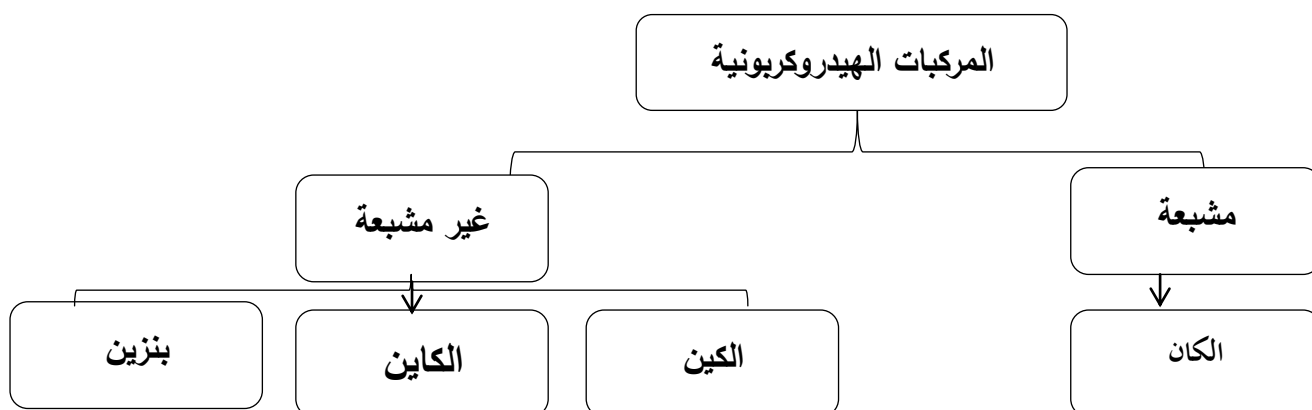 المركبات الهيدروكربونية
مشبعة
غير مشبعة
الكان
الكين
الكاين
بنزين